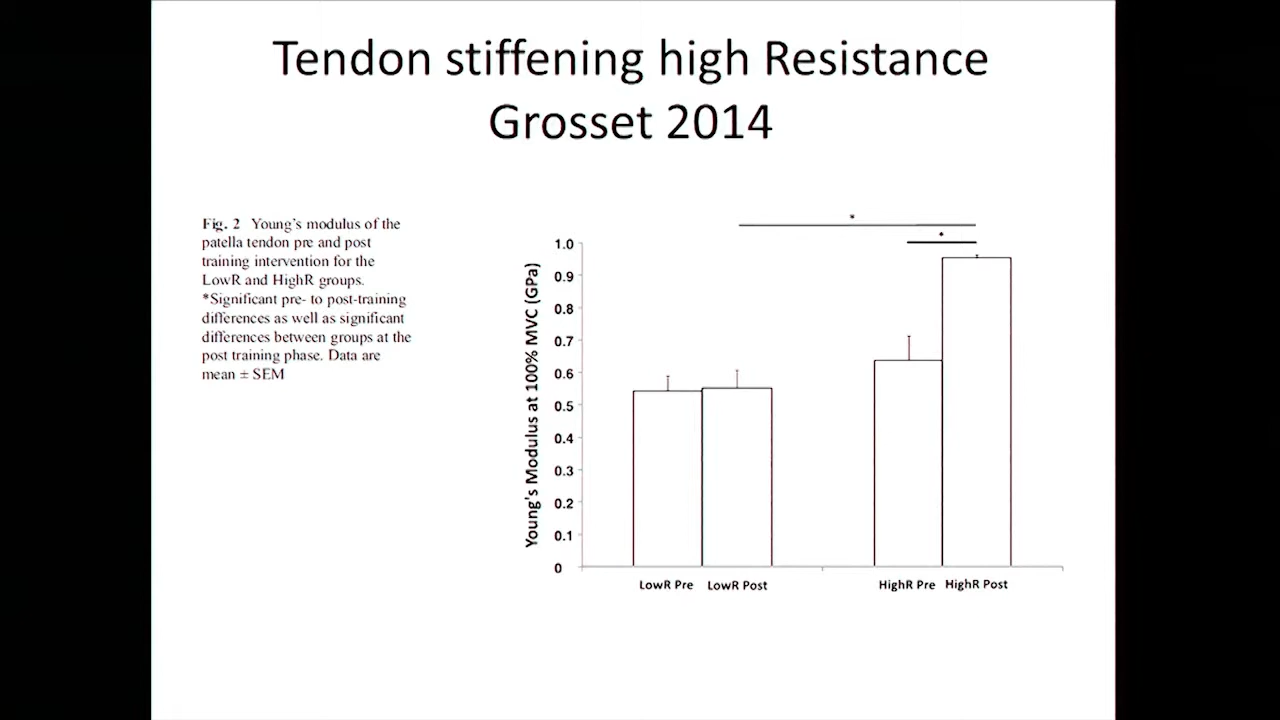 Tendon stiffening high Resistance
Grosset 2014
Fig. 2 Young's modulus of the
patella tendon pre and post
training intervention for the
LowR and HighR groups.
*Significant pre- to post-training
differences as well as significant
differences between groups at the
post training phase. Data are
mean ± SEM
*
*
Young's Modulus at 100% MVC (GPa)
1.0
0.9
0.8
0.7
0.6
0.5
0.4
0.3
0.2
0.1
0
LowR Pre LowR Post HighR Pre HighR Post